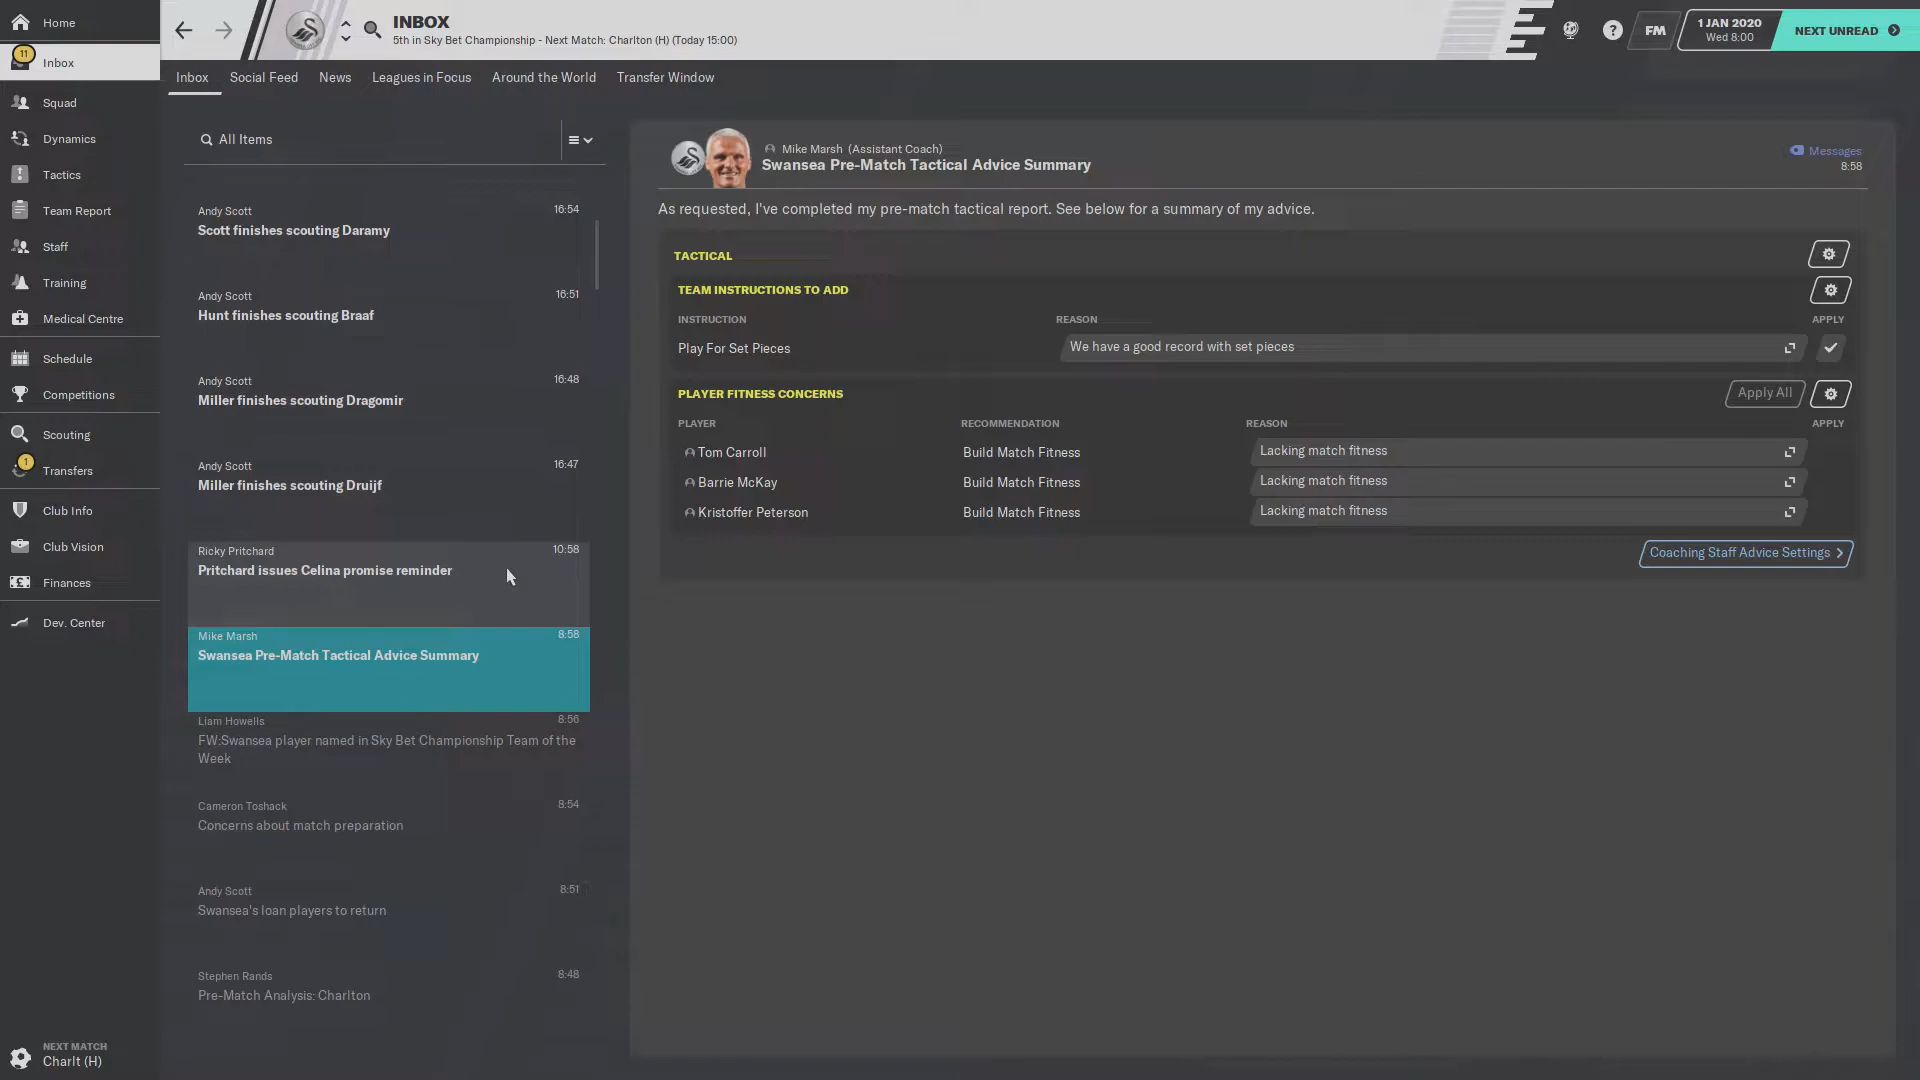 Home
11
Inbox
Squad
Dynamics
Tactics
Team Report
Staff
Training
Medical Centre
Schedule
Competitions
Scouting
1
Transfers
Club Info
Club Vision
Finances
Dev. Center
NEXT MATCH
Charlt (H)
INBOX
5th in Sky Bet Championship - Next Match: Charlton (H) (Today 15:00)
?
FM
1 JAN 2020
Wed 8:00
NEXT UNREAD
Inbox Social Feed News Leagues in Focus Around the World Transfer Window
All Items
Andy Scott 16:54
Scott finishes scouting Daramy
Andy Scott 16:51
Hunt finishes scouting Braaf
Andy Scott 16:48
Miller finishes scouting Dragomir
Andy Scott 16:47
Miller finishes scouting Druijf
Ricky Pritchard 10:58
Pritchard issues Celina promise reminder
Mike Marsh 8:58
Swansea Pre-Match Tactical Advice Summary
Liam Howells 8:56
FW:Swansea player named in Sky Bet Championship Team of the
Week
Cameron Toshack 8:54
Concerns about match preparation
Andy Scott 8:51
Swansea's loan players to return
Stephen Rands 8:48
Pre-Match Analysis: Charlton
Mike Marsh (Assistant Coach)
Swansea Pre-Match Tactical Advice Summary
Messages
8:58
As requested, I've completed my pre-match tactical report. See below for a summary of my advice.
TACTICAL
TEAM INSTRUCTIONS TO ADD
INSTRUCTION REASON APPLY
Play For Set Pieces We have a good record with set pieces
PLAYER FITNESS CONCERNS Apply All
PLAYER RECOMMENDATION REASON APPLY
Tom Carroll Build Match Fitness Lacking match fitness
Barrie McKay Build Match Fitness Lacking match fitness
Kristoffer Peterson Build Match Fitness Lacking match fitness
Coaching Staff Advice Settings